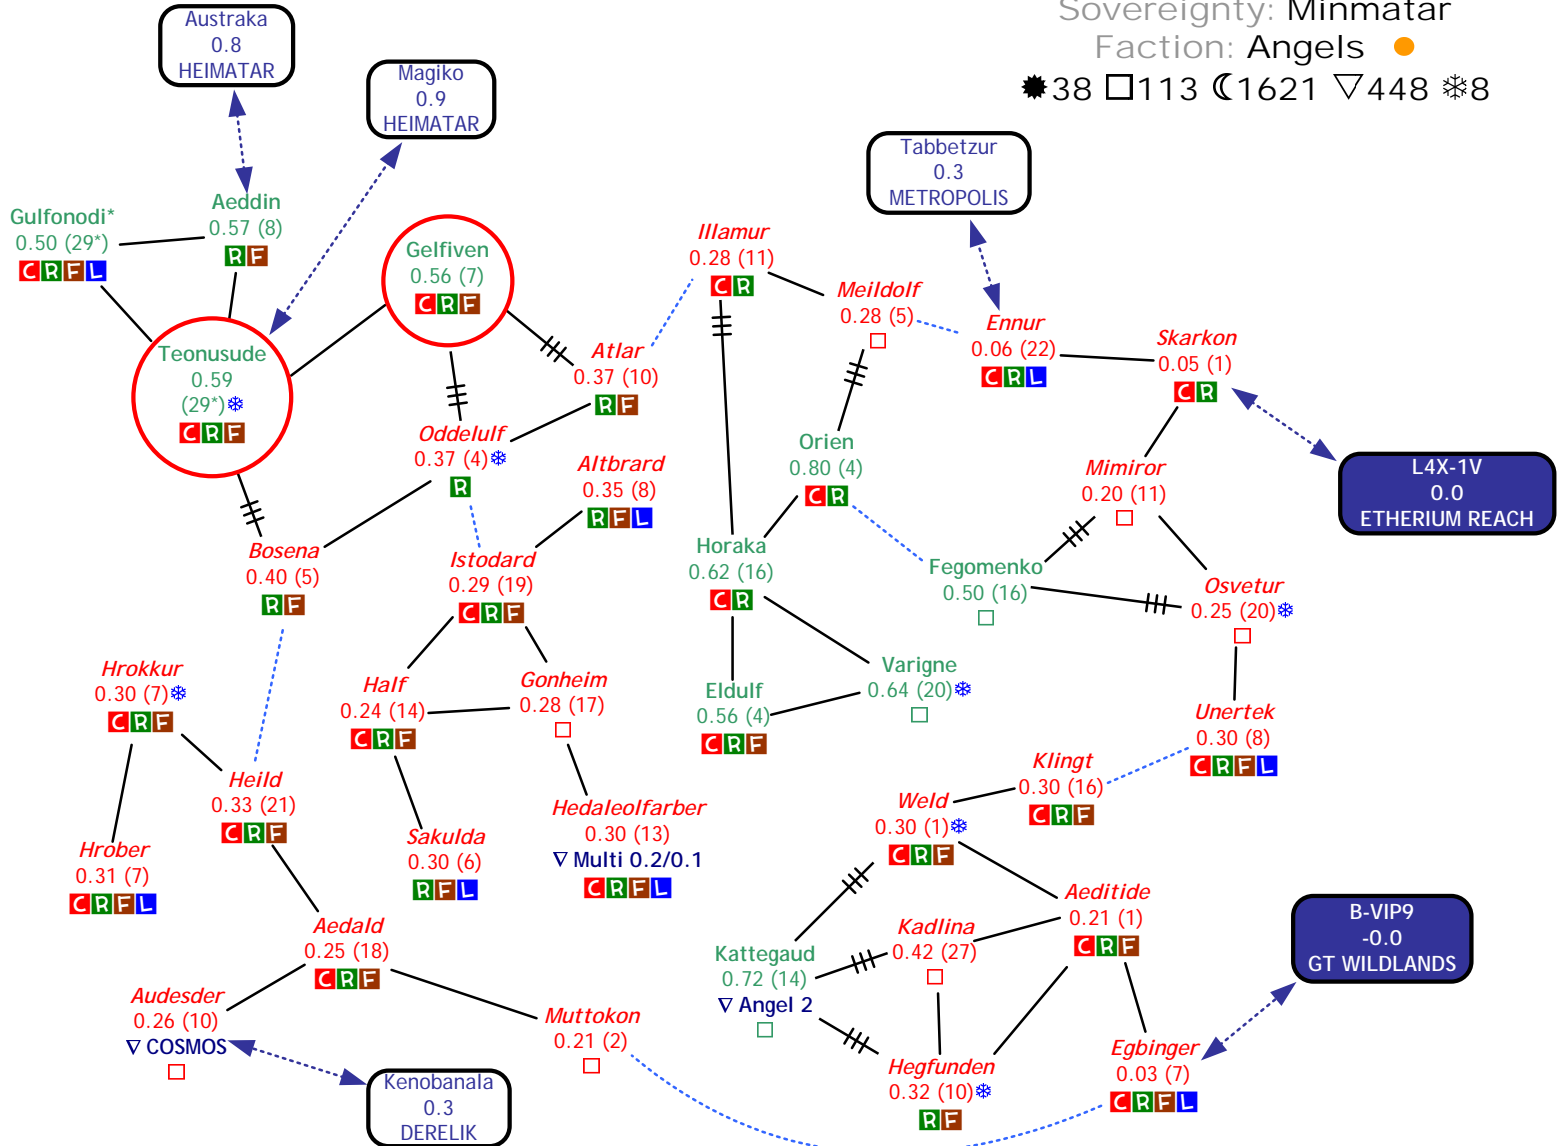 Sovereignty: Minmatar
Faction: Angels
38 113 1621 448 8
Austraka
0.8
HEIMATAR
Magiko
0.9
HEIMATAR
Tabbetzur
0.3
METROPOLIS
Gulfonodi*
0.50 (29*)
C R F L
Aeddin
0.57 (8)
R F
Gelfiven
0.56 (7)
C R F
Illamur
0.28 (11)
C R
Meildolf
0.28 (5)
Ennur
0.06 (22)
C R L
Skarkon
0.05 (1)
C R
Teonusude
0.59
(29*)
C R F
Atlar
0.37 (10)
R F
Oddelulf
0.37 (4)
R
Altbrard
0.35 (8)
R F L
Orien
0.80 (4)
C R
Mimiror
0.20 (11)
L4X-1V
0.0
ETHERIUM REACH
Bosena
0.40 (5)
R F
Istodard
0.29 (19)
C R F
Horaka
0.62 (16)
C R
Fegomenko
0.50 (16)
Osvetur
0.25 (20)
Hrokkur
0.30 (7)
C R F
Half
0.24 (14)
C R F
Gonheim
0.28 (17)
Eldulf
0.56 (4)
C R F
Varigne
0.64 (20)
Unertek
0.30 (8)
C R F L
Heild
0.33 (21)
C R F
Klingt
0.30 (16)
C R F
Weld
0.30 (1)
C R F
Hrober
0.31 (7)
C R F L
Sakulda
0.30 (6)
R F L
Hedaleolfarber
0.30 (13)
Multi 0.2/0.1
C R F L
Aeditide
0.21 (1)
C R F
Aedald
0.25 (18)
C R F
Kadlina
0.42 (27)
B-VIP9
-0.0
GT WILDLANDS
Kattegaud
0.72 (14)
Angel 2
Audesder
0.26 (10)
COSMOS
Muttokon
0.21 (2)
Hegfunden
0.32 (10)
R F
Egbinger
0.03 (7)
C R F L
Kenobanala
0.3
DERELIK